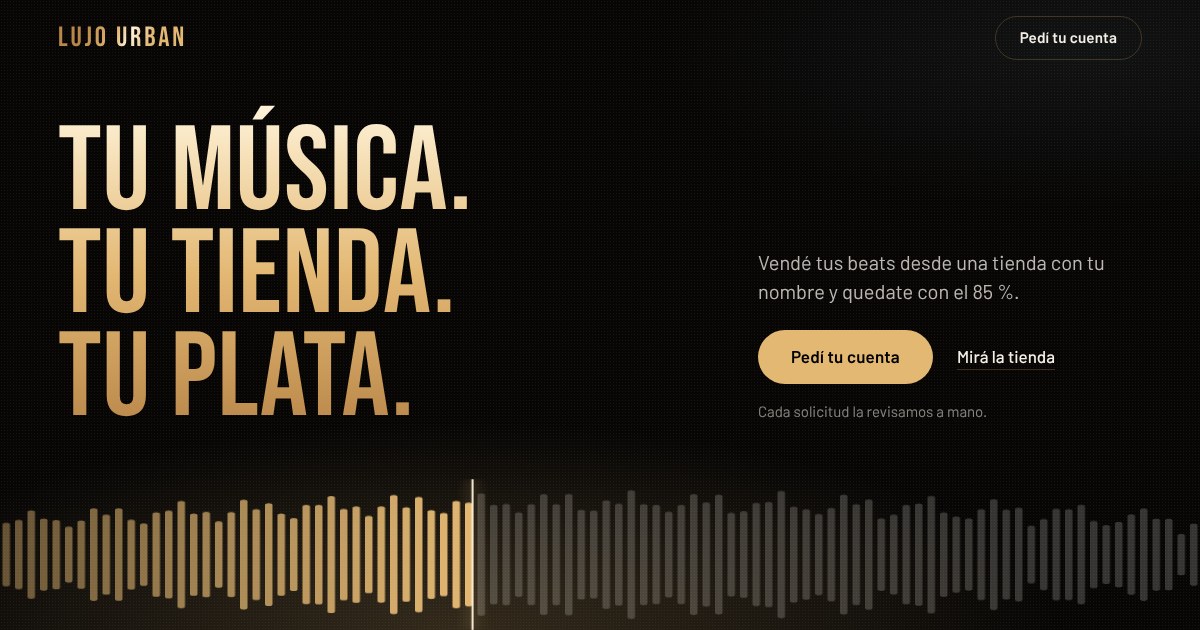 LUJO URBAN
Pedí tu cuenta
TU MÚSICA.
TU TIENDA.
TU PLATA.
Vendé tus beats desde una tienda con tu
nombre y quedate con el 85 %.
Pedí tu cuenta
Mirá la tienda
Cada solicitud la revisamos a mano.